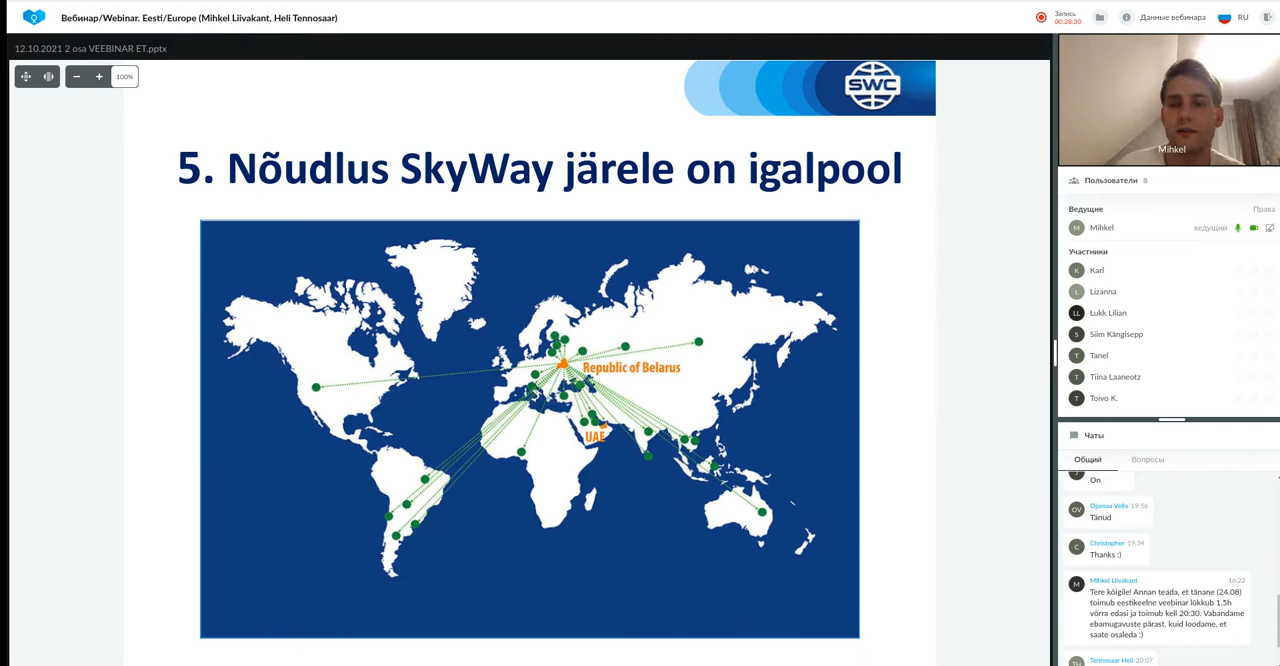 Вебинар/Webinar. Eesti/Europe (Mihkel Liivakant, Heli Tennosaar)
Запись
00:28:30
Данные вебинара
RU
12.10.2021 2 osa VEEBINAR ET.pptx
100%
SWC
5. Nõudlus SkyWay järele on igalpool
Republic of Belarus
UAE
Mihkel
Пользователи 8
Ведущие Права
M Mihkel ведущий
Участники
K Karl
L Lizanna
LL Lukk Lilian
S Siim Kängisepp
T Tanel
T Tiina Laaneotz
T Toivo K.
Чаты
Общий Вопросы
On
OV Ojamaa Vello 19:56
Tänud
C Christopher 19:34
Thanks :)
M Mihkel Liivakant 16:22
Tere kõigile! Annan teada, et tänane (24.08)
toimub eestikeelne veebinar lükkub 1.5h
võrra edasi ja toimub kell 20:30. Vabandame
ebamugavuste pärast, kuid loodame, et
saate osaleda :)
TH Tennosaar Heli 20:07